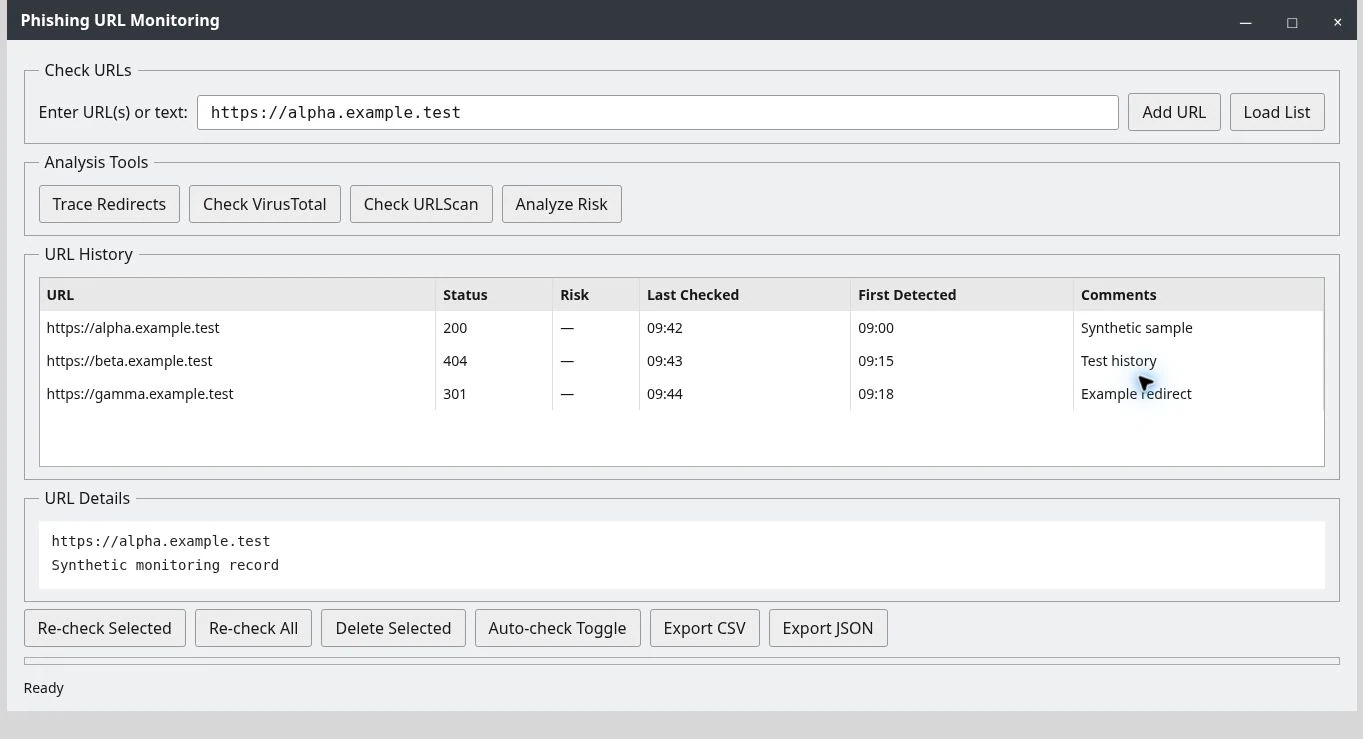 Phishing URL Monitoring
Check URLs
Enter URL(s) or text: https://alpha.example.test Add URL Load List
Analysis Tools
Trace Redirects Check VirusTotal Check URLScan Analyze Risk
URL History
URL Status Risk Last Checked First Detected Comments
https://alpha.example.test 200 — 09:42 09:00 Synthetic sample
https://beta.example.test 404 — 09:43 09:15 Test history
https://gamma.example.test 301 — 09:44 09:18 Example redirect
URL Details
https://alpha.example.test
Synthetic monitoring record
Re-check Selected Re-check All Delete Selected Auto-check Toggle Export CSV Export JSON
Ready